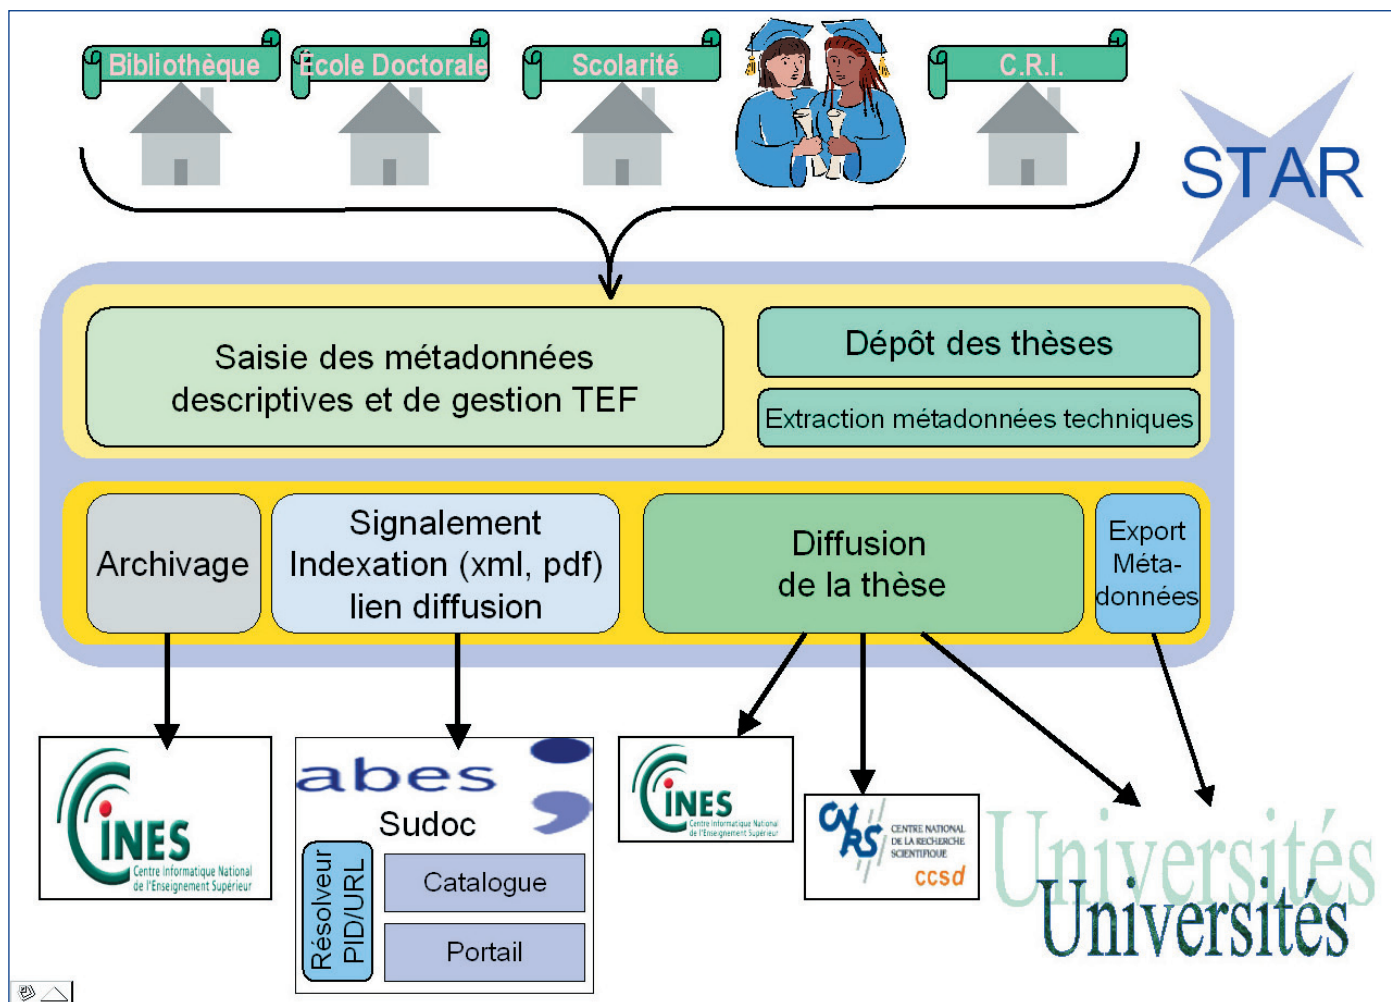 Bibliothèque
École Doctorale
Scolarité
C.R.I.
STAR
Saisie des métadonnées
descriptives et de gestion TEF
Dépôt des thèses
Extraction métadonnées techniques
Archivage
Signalement
Indexation (xml, pdf)
lien diffusion
Diffusion
de la thèse
Export
Méta-
données
CINES
Centre Informatique National
de l'Enseignement Supérieur
abes
Sudoc
Résolveur
PID/URL
Catalogue
Portail
CINES
Centre Informatique National
de l'Enseignement Supérieur
CNRS
CENTRE NATIONAL
DE LA RECHERCHE
SCIENTIFIQUE
ccsd
Universités
Universités